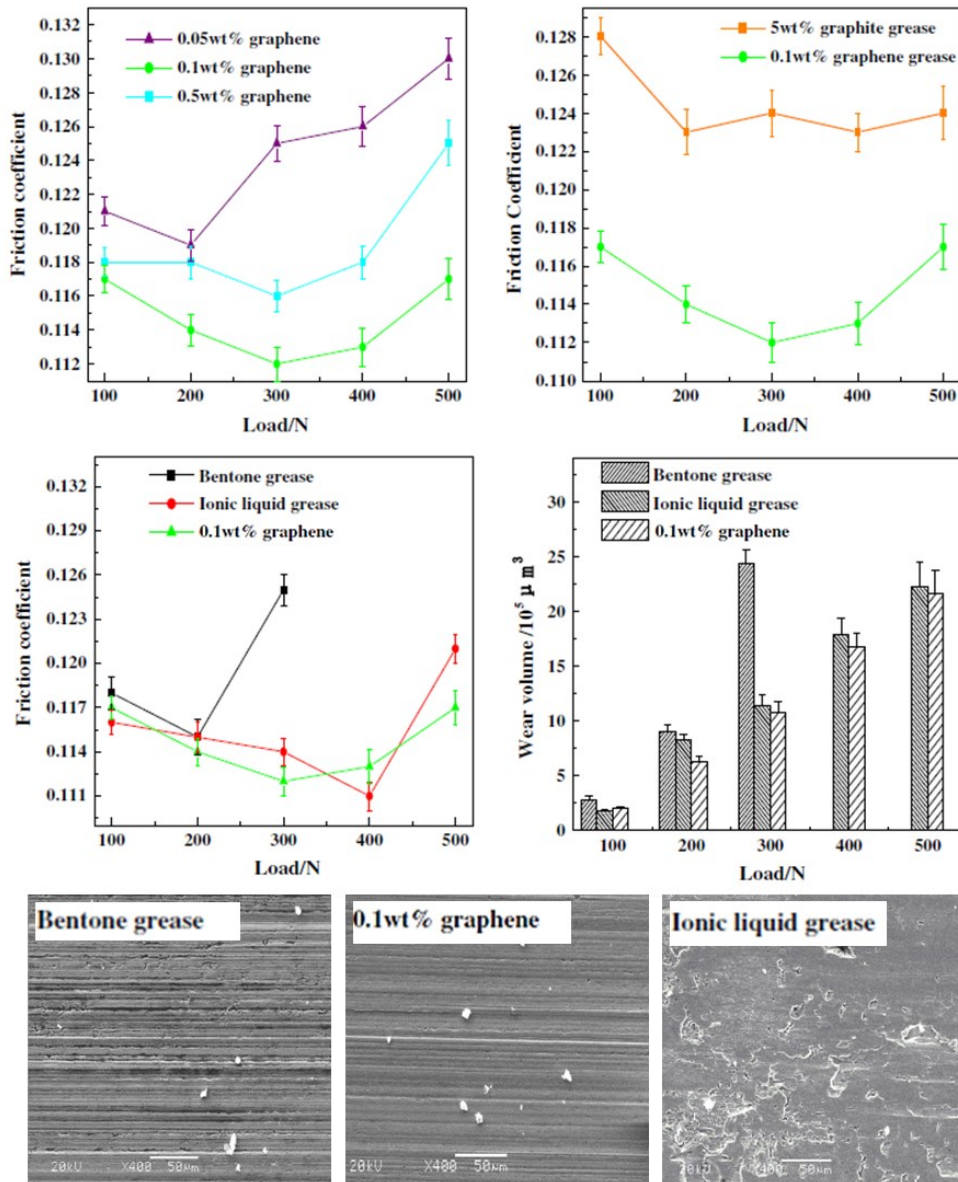 0.132
0.130
0.128
0.126
0.124
0.122
0.120
0.118
0.116
0.114
0.112
Friction coefficient
0.05wt% graphene
0.1wt% graphene
0.5wt% graphene
100 200 300 400 500
Load/N
0.128
0.126
0.124
0.122
0.120
0.118
0.116
0.114
0.112
0.110
Friction Codfficient
5wt% graphite grease
0.1wt% graphene grease
100 200 300 400 500
Load/N
0.132
0.129
0.126
0.123
0.120
0.117
0.114
0.111
Friction coefficient
Bentone grease
Ionic liquid grease
0.1wt% graphene
100 200 300 400 500
Load/N
30
25
20
15
10
5
0
Wear volume /10⁵ μ m³
Bentone grease
Ionic liquid grease
0.1wt% graphene
100 200 300 400 500
Load/N
Bentone grease
20kU X400 50μm
0.1wt% graphene
20kU X400 50μm
Ionic liquid grease
20kU X400 50μm